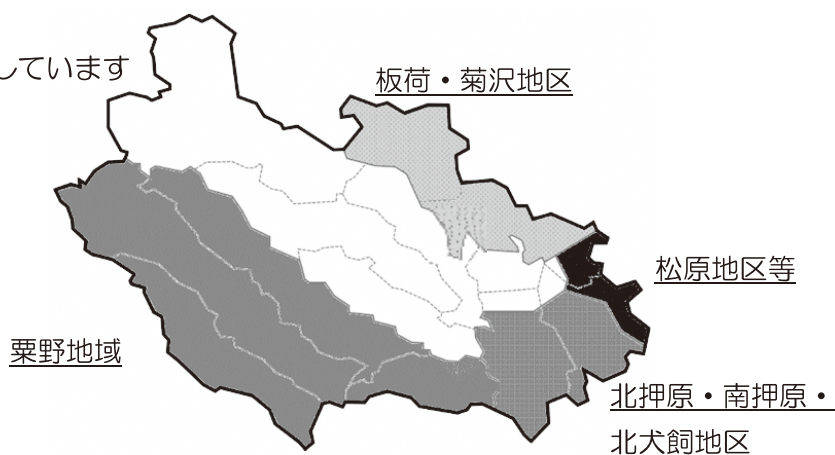 しています
板荷・菊沢地区
松原地区等
粟野地域
北押原・南押原・
北犬飼地区